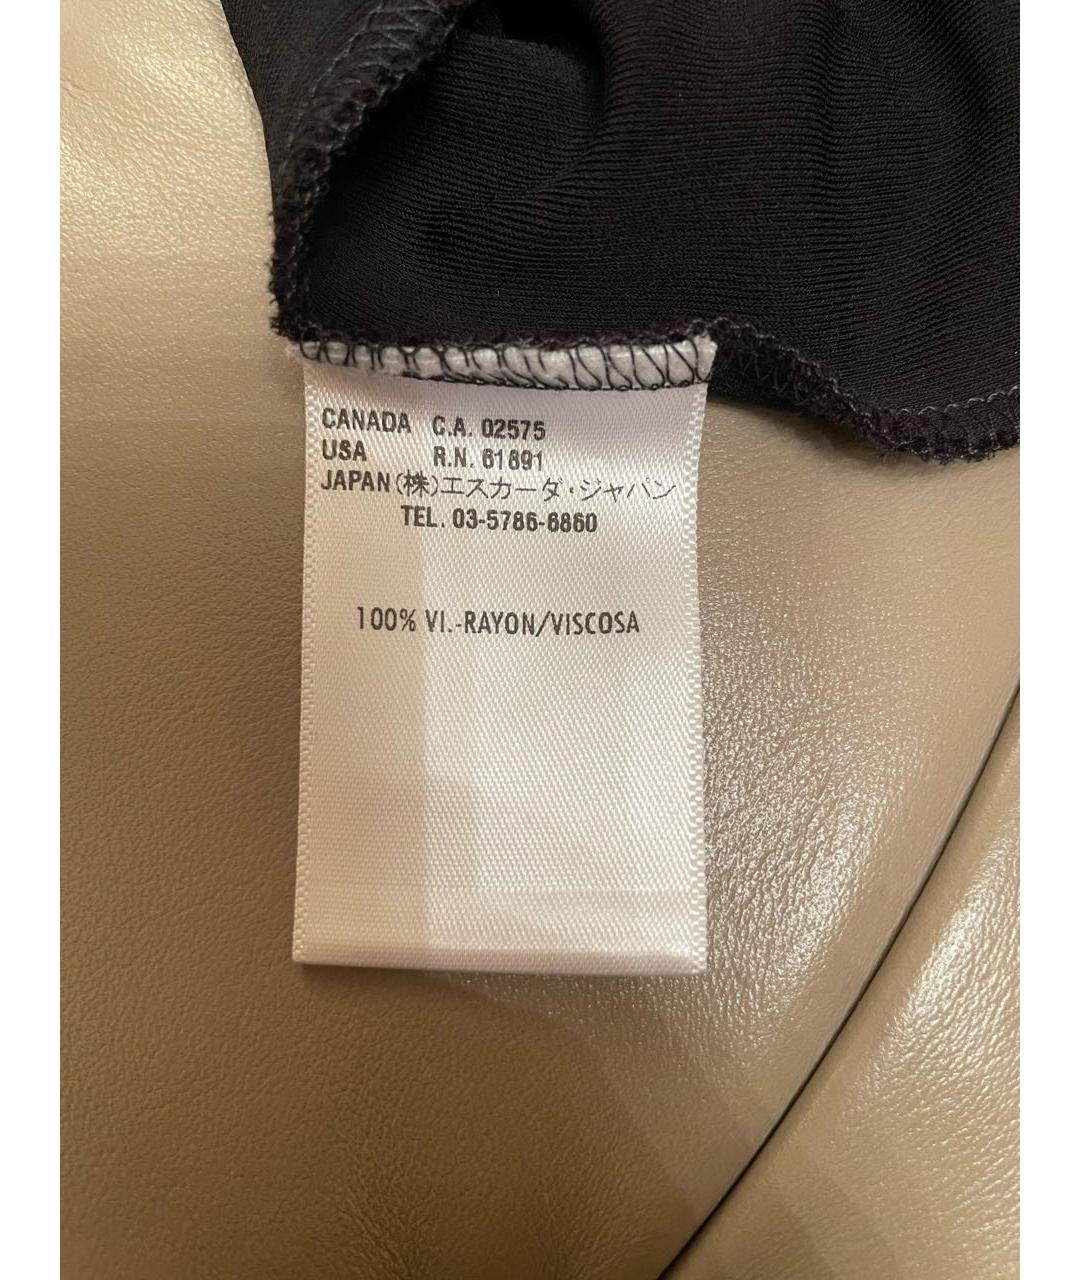 CANADA C.A. 02575
USA R.N. 61691
JAPAN (株)エスカーダ・ジャパン
TEL. 03-5786-6860
100% VI.-RAYON/VISCOSA